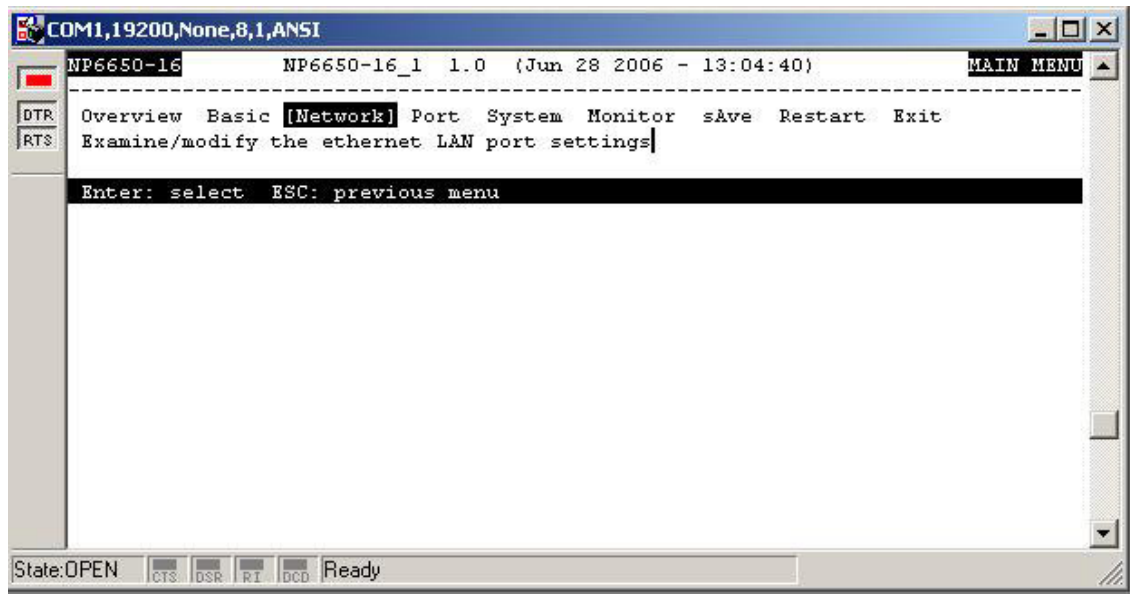 COM1,19200,None,8,1,ANSI
NP6650-16 NP6650-16_1 1.0 (Jun 28 2006 - 13:04:40) MAIN MENU
-----------------------------------------------------------------------------
DTR Overview Basic [Network] Port System Monitor sAve Restart Exit
RTS Examine/modify the ethernet LAN port settings
Enter: select ESC: previous menu
State:OPEN CTS DSR RI DCD Ready